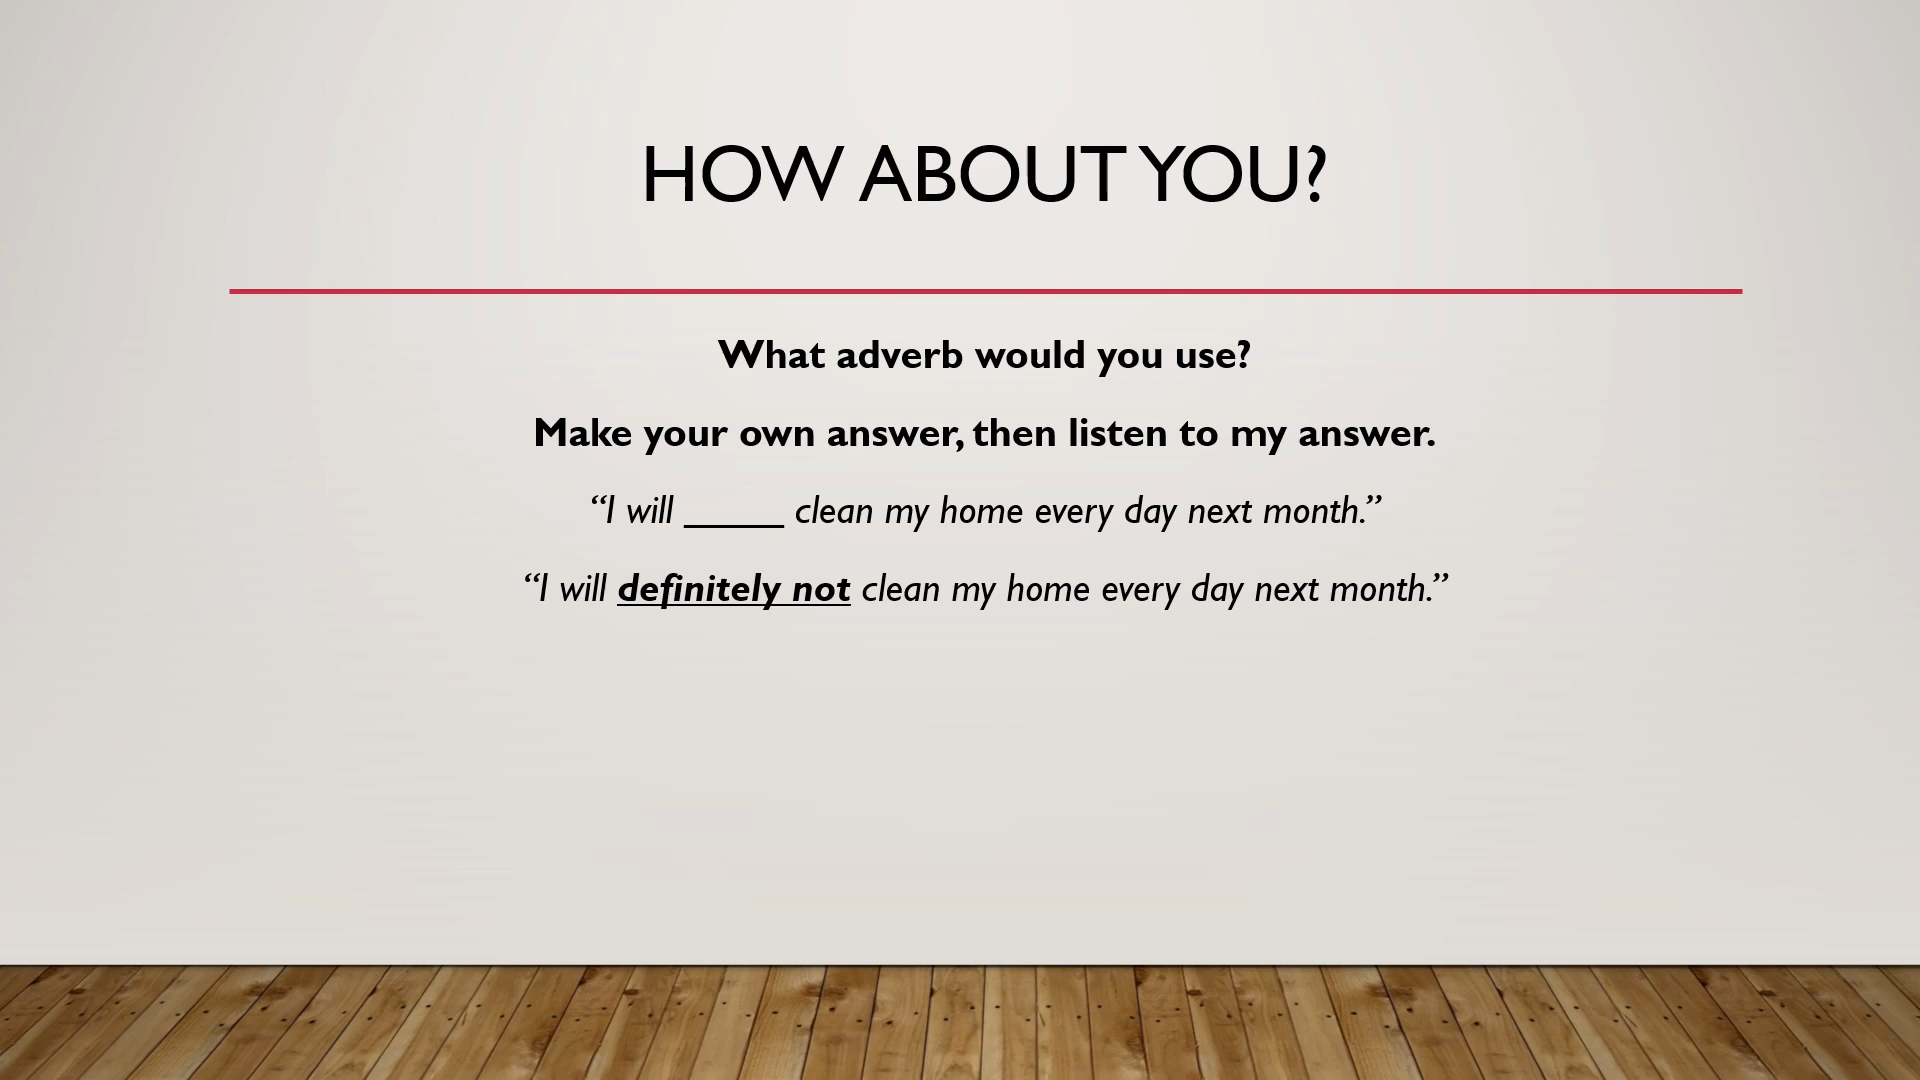 HOW ABOUT YOU?
What adverb would you use?
Make your own answer, then listen to my answer.
“I will _____ clean my home every day next month.”
“I will definitely not clean my home every day next month.”